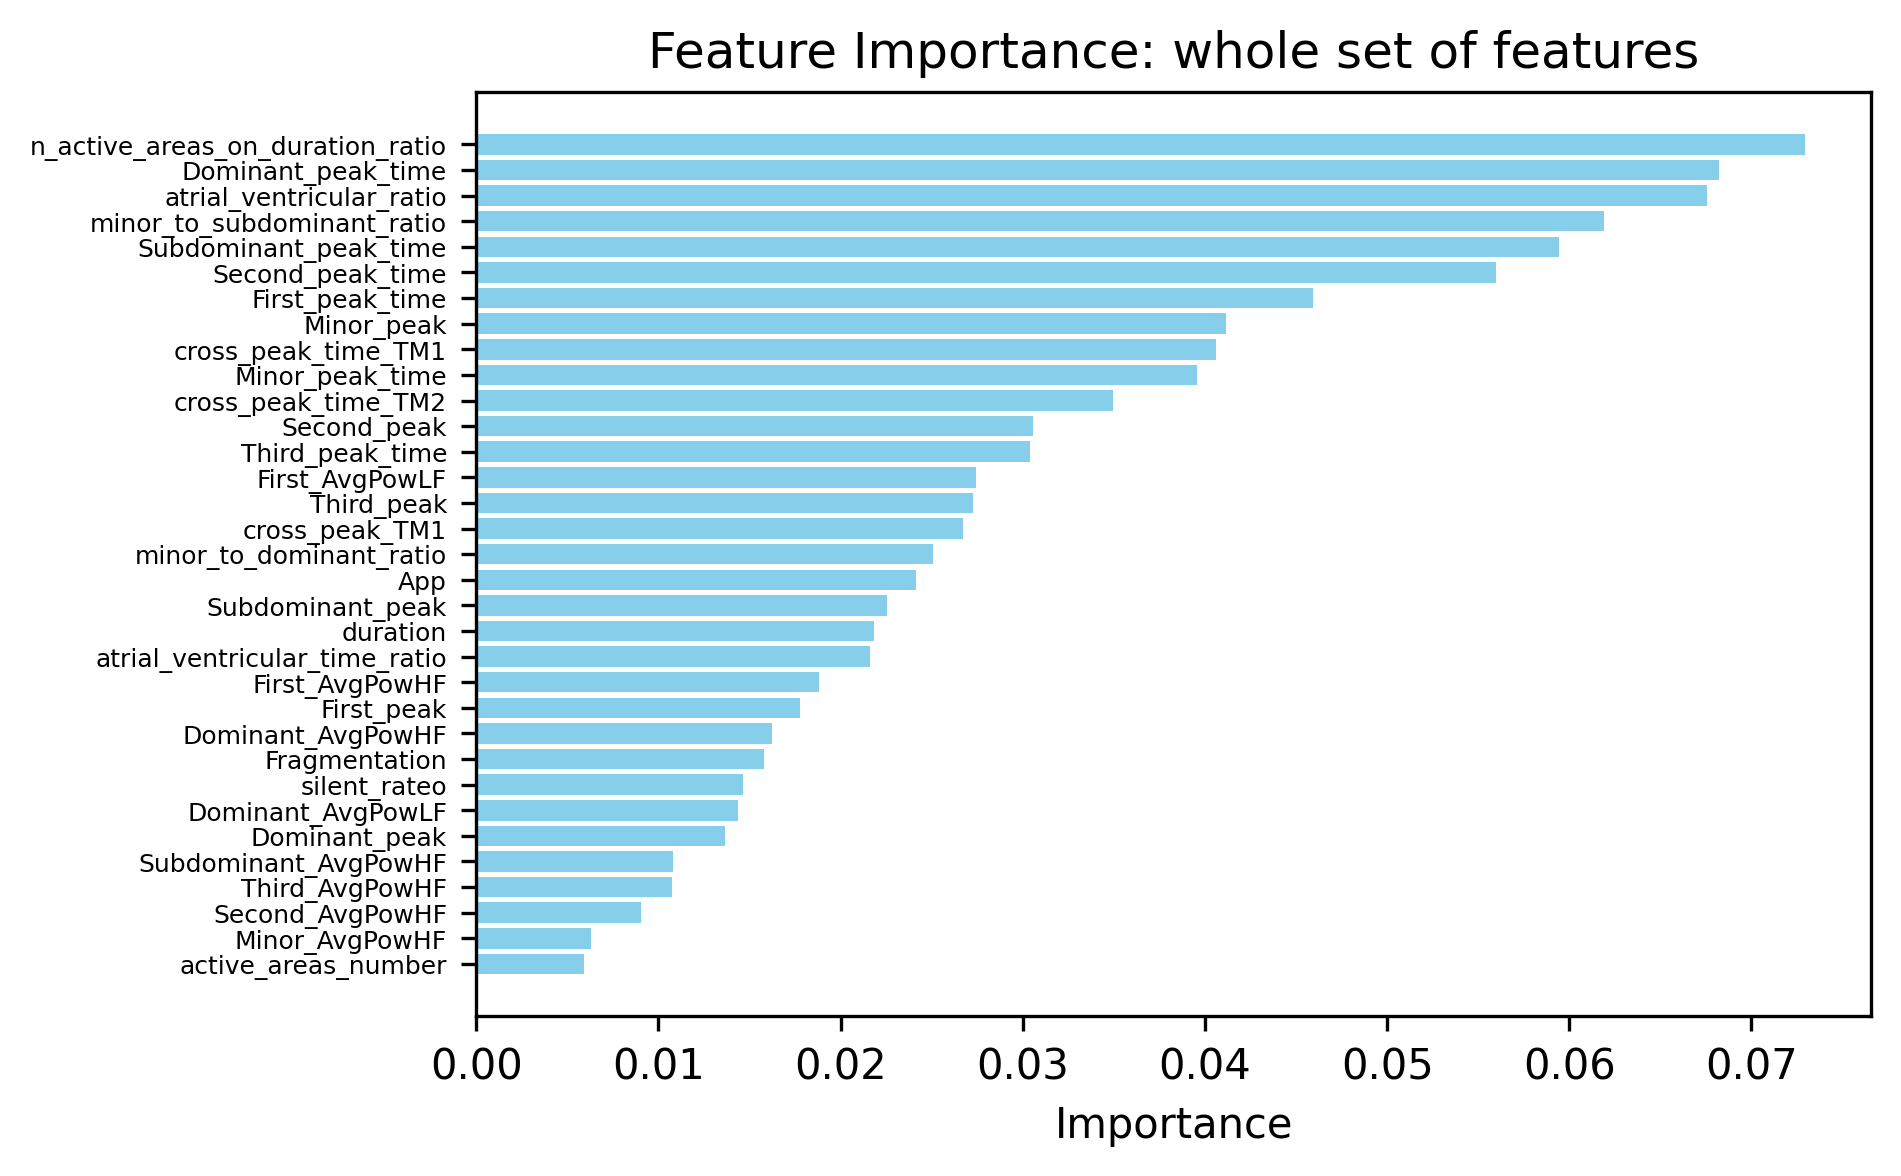 Feature Importance: whole set of features
n_active_areas_on_duration_ratio
Dominant_peak_time
atrial_ventricular_ratio
minor_to_subdominant_ratio
Subdominant_peak_time
Second_peak_time
First_peak_time
Minor_peak
cross_peak_time_TM1
Minor_peak_time
cross_peak_time_TM2
Second_peak
Third_peak_time
First_AvgPowLF
Third_peak
cross_peak_TM1
minor_to_dominant_ratio
App
Subdominant_peak
duration
atrial_ventricular_time_ratio
First_AvgPowHF
First_peak
Dominant_AvgPowHF
Fragmentation
silent_rateo
Dominant_AvgPowLF
Dominant_peak
Subdominant_AvgPowHF
Third_AvgPowHF
Second_AvgPowHF
Minor_AvgPowHF
active_areas_number
0.00 0.01 0.02 0.03 0.04 0.05 0.06 0.07
Importance